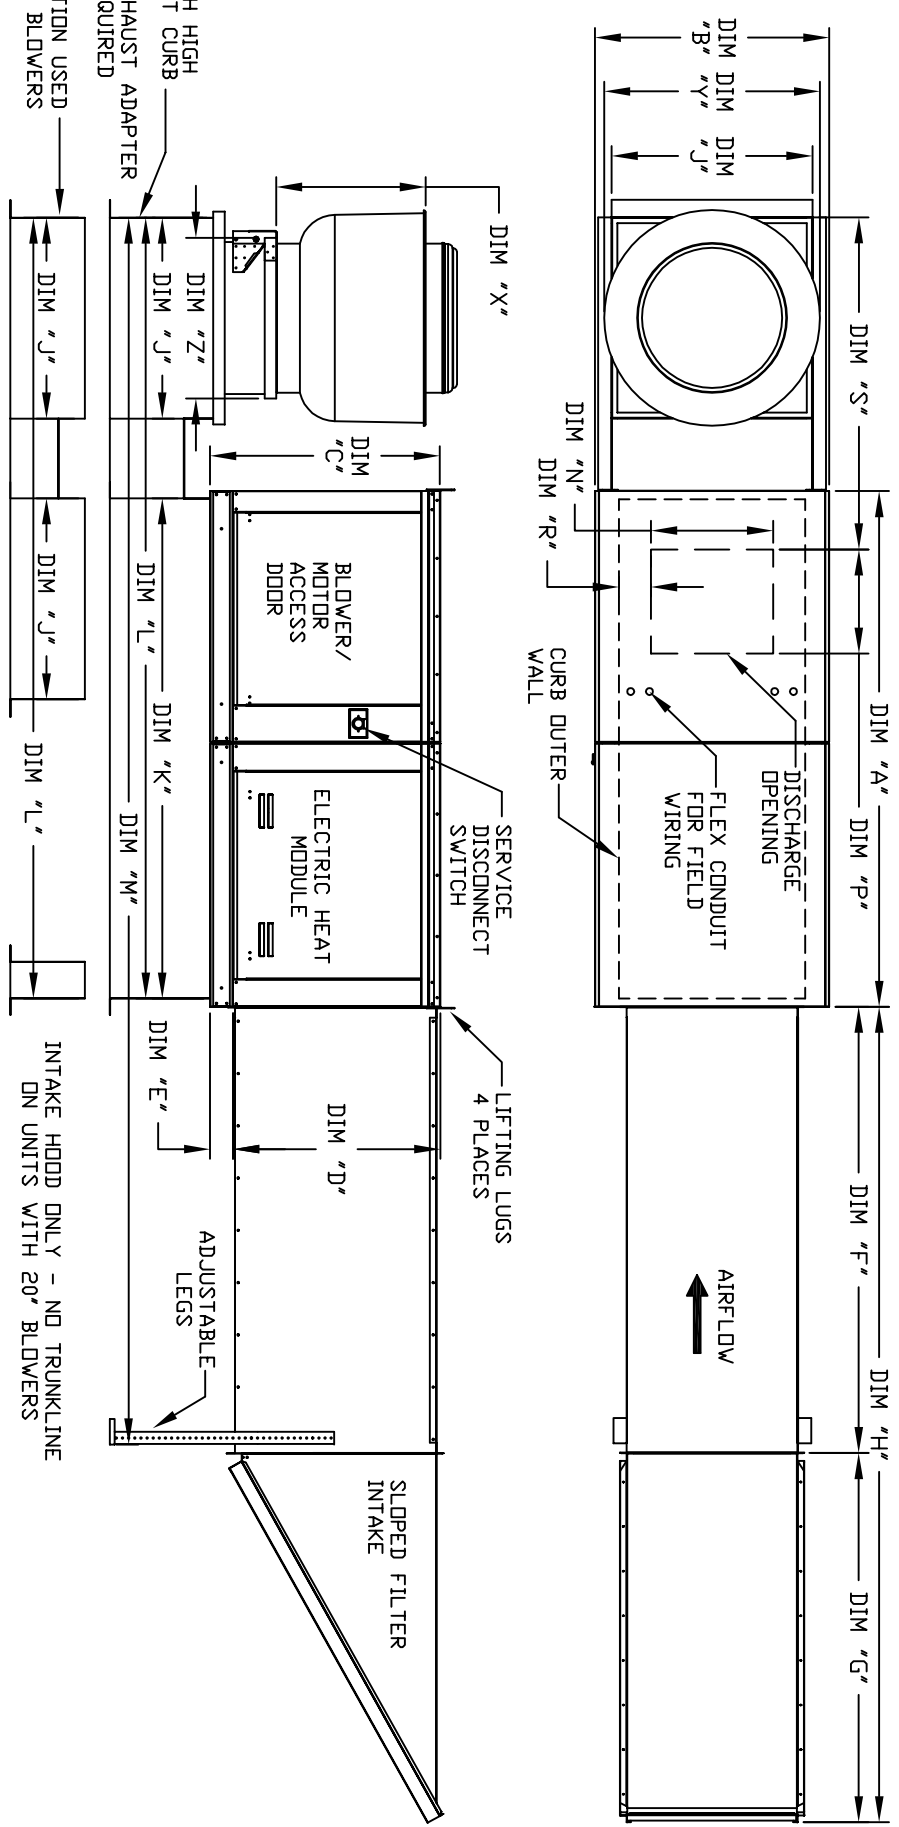 DIM "A"
DIM "H"
DIM "S"
DIM "P"
DIM "F"
DIM "G"
DIM
"B"
DIM
"Y"
DIM
"J"
DISCHARGE
OPENING
FLEX CONDUIT
FOR FIELD
WIRING
AIRFLOW
DIM "N"
DIM "R"
CURB OUTER
WALL
DIM "X"
SERVICE
DISCONNECT
SWITCH
LIFTING LUGS
4 PLACES
DIM
"C"
BLOWER/
MOTOR
ACCESS
DOOR
ELECTRIC HEAT
MODULE
DIM "D"
SLOPED FILTER
INTAKE
DIM "Z"
DIM "E"
ADJUSTABLE
LEGS
H HIGH
T CURB
HAUST ADAPTER
QUIRED
DIM "J"
DIM "K"
DIM "L"
DIM "M"
TION USED
BLOWERS
DIM "J"
DIM "J"
DIM "L"
INTAKE HOOD ONLY - NO TRUNKLINE
ON UNITS WITH 20" BLOWERS